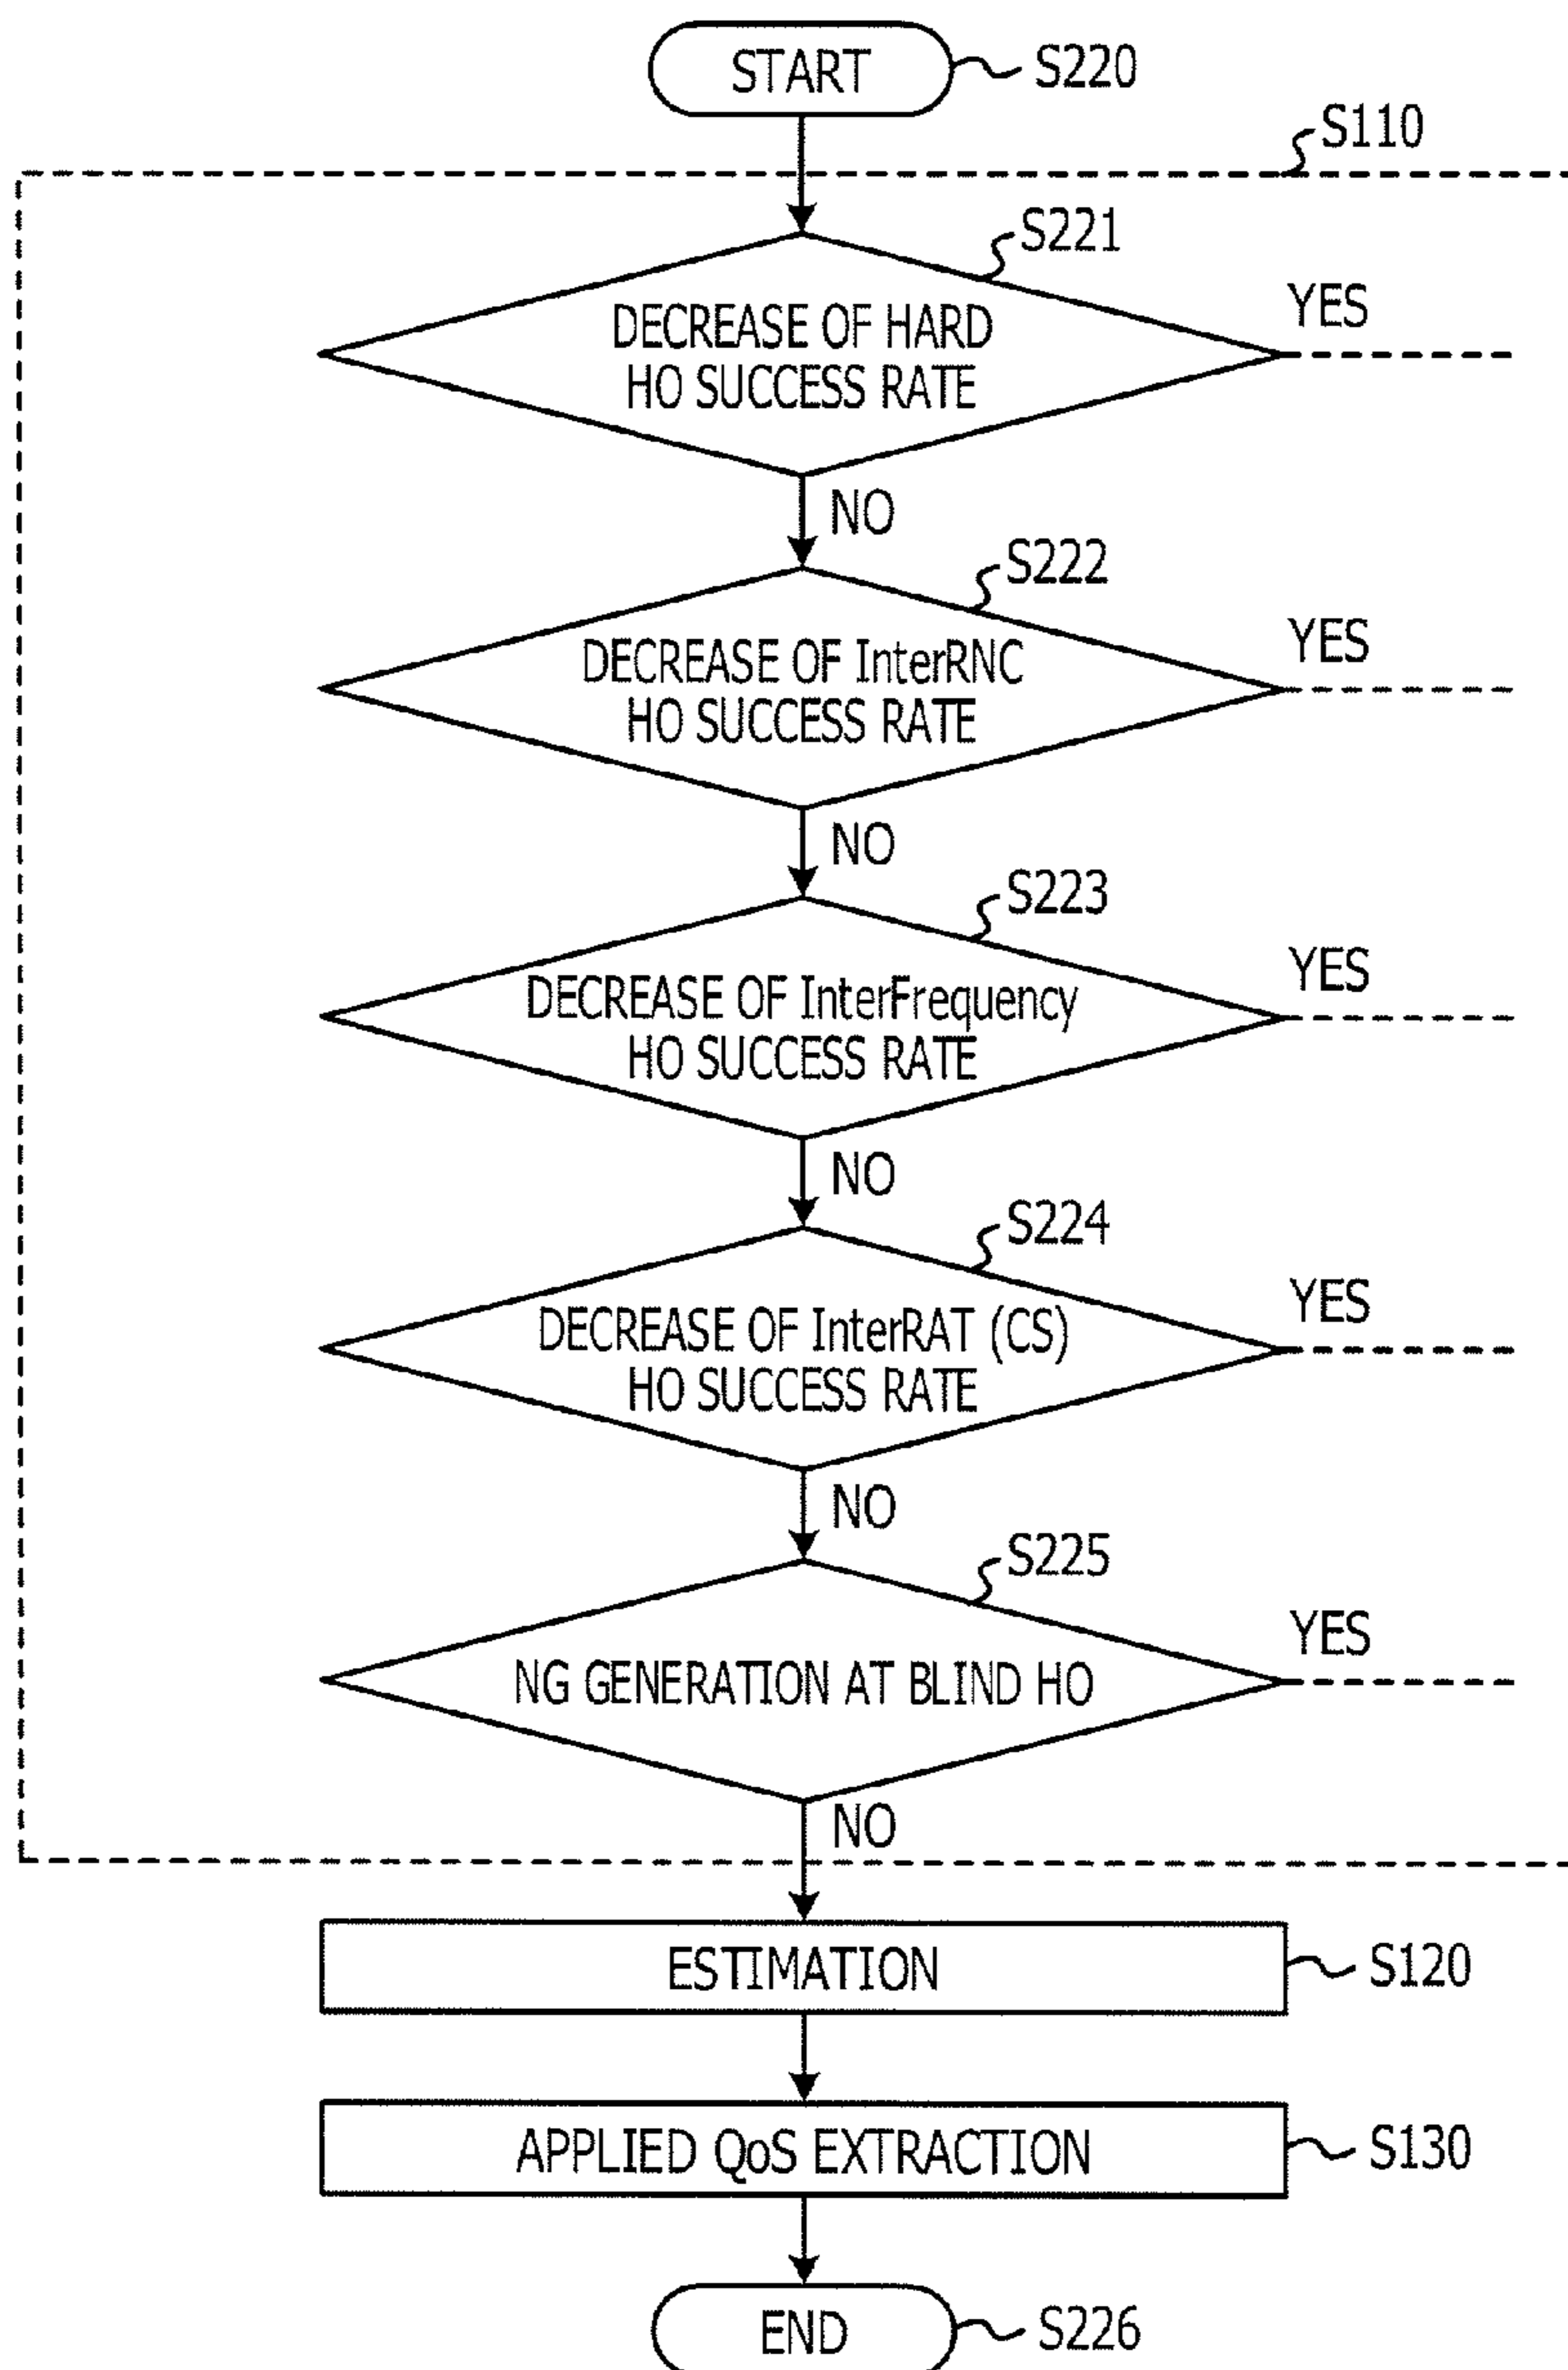 START
S220
S110
S221
DECREASE OF HARD
HO SUCCESS RATE
YES
NO
S222
DECREASE OF InterRNC
HO SUCCESS RATE
YES
NO
S223
DECREASE OF InterFrequency
HO SUCCESS RATE
YES
NO
S224
DECREASE OF InterRAT (CS)
HO SUCCESS RATE
YES
NO
S225
NG GENERATION AT BLIND HO
YES
NO
ESTIMATION
S120
APPLIED QoS EXTRACTION
S130
END
S226